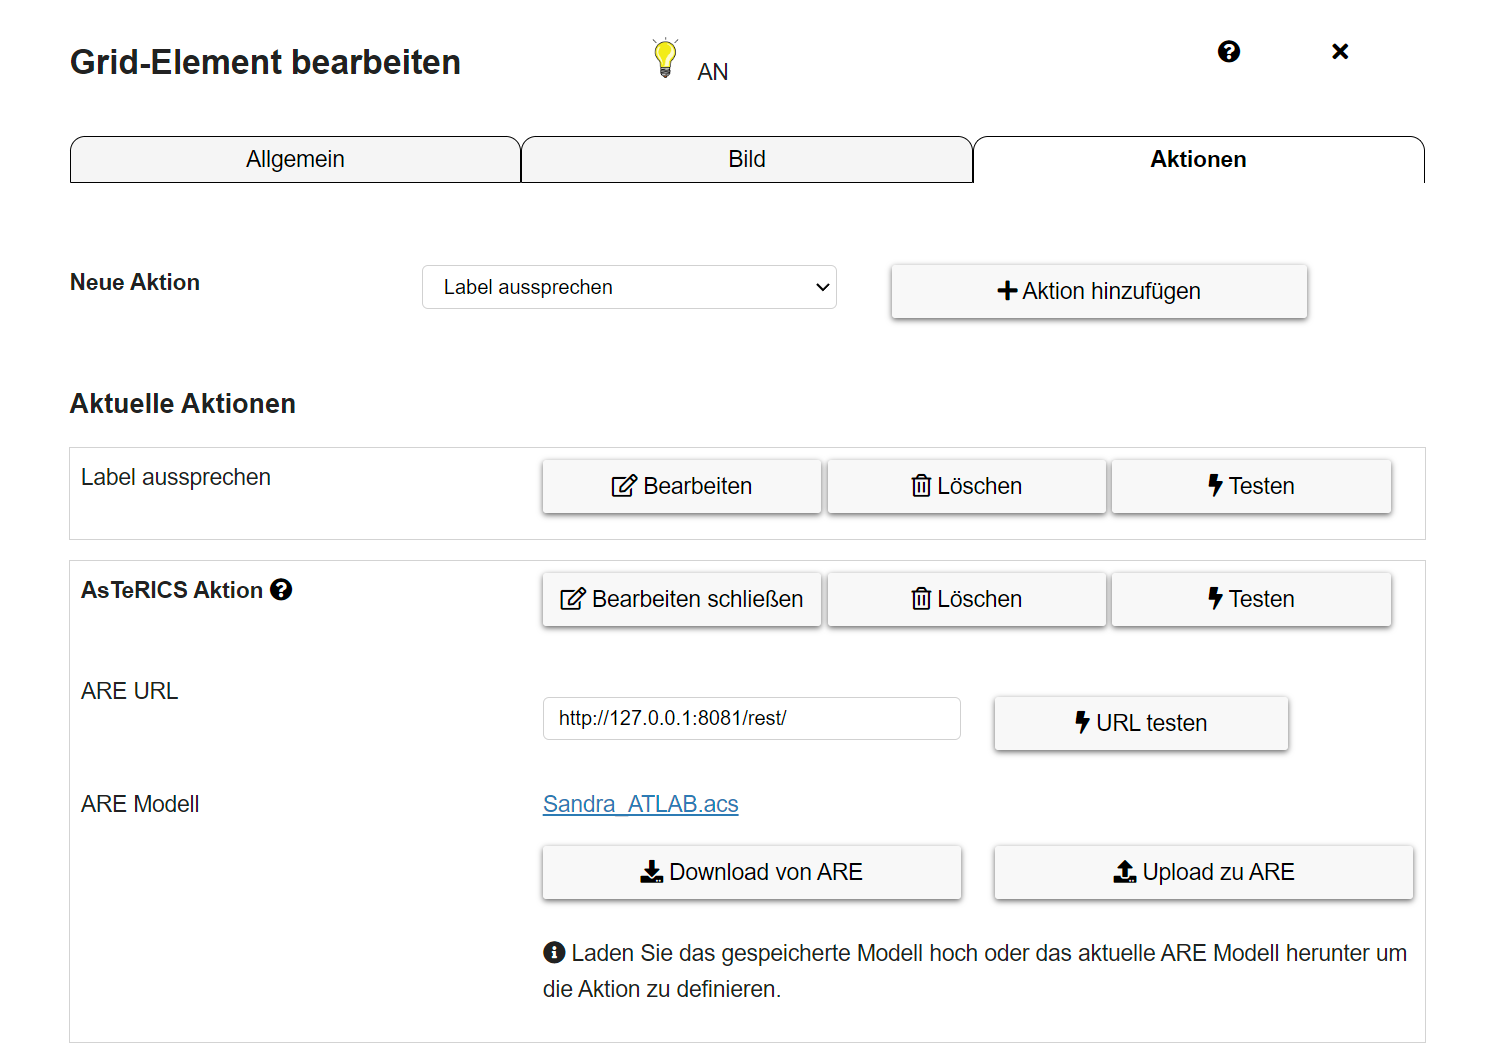 Grid-Element bearbeiten
AN
Allgemein
Bild
Aktionen
Neue Aktion
Label aussprechen
Aktion hinzufügen
Aktuelle Aktionen
Label aussprechen
Bearbeiten
Löschen
Testen
AsTeRICS Aktion
Bearbeiten schließen
Löschen
Testen
ARE URL
http://127.0.0.1:8081/rest/
URL testen
ARE Modell
Sandra_ATLAB.acs
Download von ARE
Upload zu ARE
Laden Sie das gespeicherte Modell hoch oder das aktuelle ARE Modell herunter um
die Aktion zu definieren.